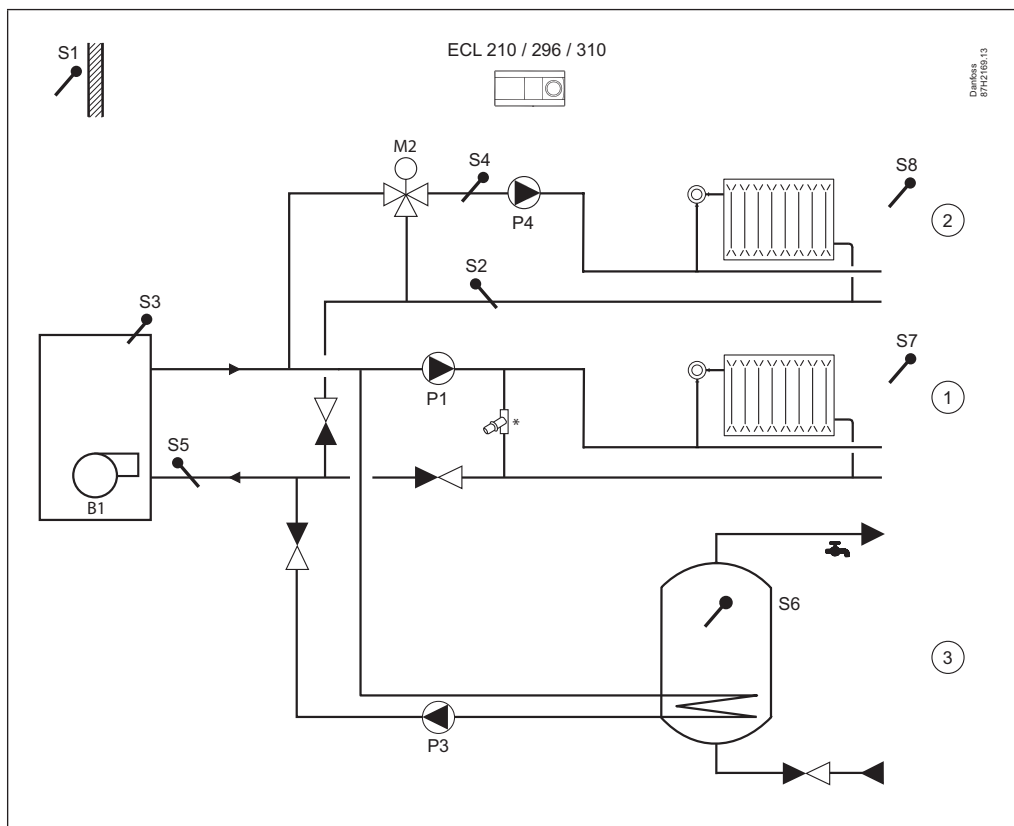 S1
ECL 210 / 296 / 310
Danfoss
87H2169.13
M2
S4
S8
P4
2
S2
S3
S7
P1
*
1
S5
B1
S6
3
P3